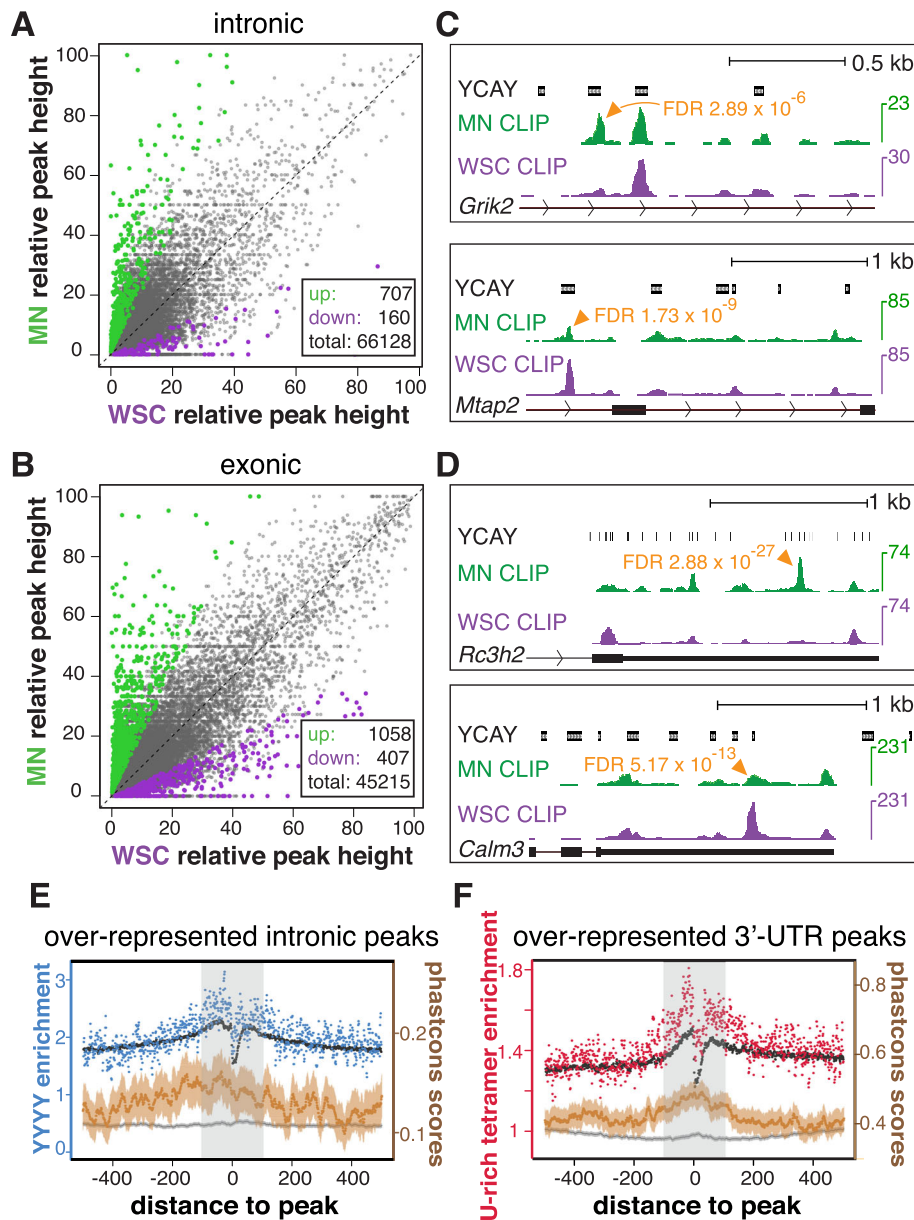 A
intronic
100
80
60
40
20
0
MN relative peak height
up: 707
down: 160
total: 66128
0 20 40 60 80 100
WSC relative peak height
B
exonic
100
80
60
40
20
0
MN relative peak height
up: 1058
down: 407
total: 45215
0 20 40 60 80 100
WSC relative peak height
C
0.5 kb
YCAY
FDR 2.89 x 10-6
MN CLIP
23
WSC CLIP
30
Grik2
1 kb
YCAY
FDR 1.73 x 10-9
MN CLIP
85
WSC CLIP
85
Mtap2
D
1 kb
YCAY
FDR 2.88 x 10-27
MN CLIP
74
WSC CLIP
74
Rc3h2
1 kb
YCAY
FDR 5.17 x 10-13
MN CLIP
231
WSC CLIP
231
Calm3
E
over-represented intronic peaks
YYYY enrichment
3
2
1
0
phastcons scores
0.2
0.1
-400 -200 0 200 400
distance to peak
F
over-represented 3'-UTR peaks
U-rich tetramer enrichment
1.8
1.4
1
phastcons scores
0.8
0.6
0.4
-400 -200 0 200 400
distance to peak